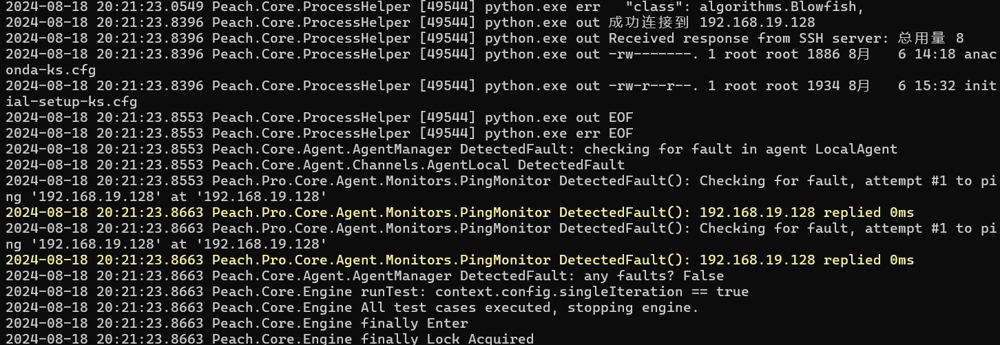 2024-08-18 20:21:23.0549 Peach.Core.ProcessHelper [49544] python.exe err   "class": algorithms.Blowfish,
2024-08-18 20:21:23.8396 Peach.Core.ProcessHelper [49544] python.exe out 成功连接到 192.168.19.128
2024-08-18 20:21:23.8396 Peach.Core.ProcessHelper [49544] python.exe out Received response from SSH server: 总用量 8
2024-08-18 20:21:23.8396 Peach.Core.ProcessHelper [49544] python.exe out -rw-------. 1 root root 1886 8月   6 14:18 anac
onda-ks.cfg
2024-08-18 20:21:23.8396 Peach.Core.ProcessHelper [49544] python.exe out -rw-r--r--. 1 root root 1934 8月   6 15:32 init
ial-setup-ks.cfg
2024-08-18 20:21:23.8553 Peach.Core.ProcessHelper [49544] python.exe out EOF
2024-08-18 20:21:23.8553 Peach.Core.ProcessHelper [49544] python.exe err EOF
2024-08-18 20:21:23.8553 Peach.Core.Agent.AgentManager DetectedFault: checking for fault in agent LocalAgent
2024-08-18 20:21:23.8553 Peach.Core.Agent.Channels.AgentLocal DetectedFault
2024-08-18 20:21:23.8553 Peach.Pro.Core.Agent.Monitors.PingMonitor DetectedFault(): Checking for fault, attempt #1 to pi
ng '192.168.19.128' at '192.168.19.128'
2024-08-18 20:21:23.8663 Peach.Pro.Core.Agent.Monitors.PingMonitor DetectedFault(): 192.168.19.128 replied 0ms
2024-08-18 20:21:23.8663 Peach.Pro.Core.Agent.Monitors.PingMonitor DetectedFault(): Checking for fault, attempt #1 to pi
ng '192.168.19.128' at '192.168.19.128'
2024-08-18 20:21:23.8663 Peach.Pro.Core.Agent.Monitors.PingMonitor DetectedFault(): 192.168.19.128 replied 0ms
2024-08-18 20:21:23.8663 Peach.Core.Agent.AgentManager DetectedFault: any faults? False
2024-08-18 20:21:23.8663 Peach.Core.Engine runTest: context.config.singleIteration == true
2024-08-18 20:21:23.8663 Peach.Core.Engine All test cases executed, stopping engine.
2024-08-18 20:21:23.8663 Peach.Core.Engine finally Enter
2024-08-18 20:21:23.8663 Peach.Core.Engine finally Lock Acquired